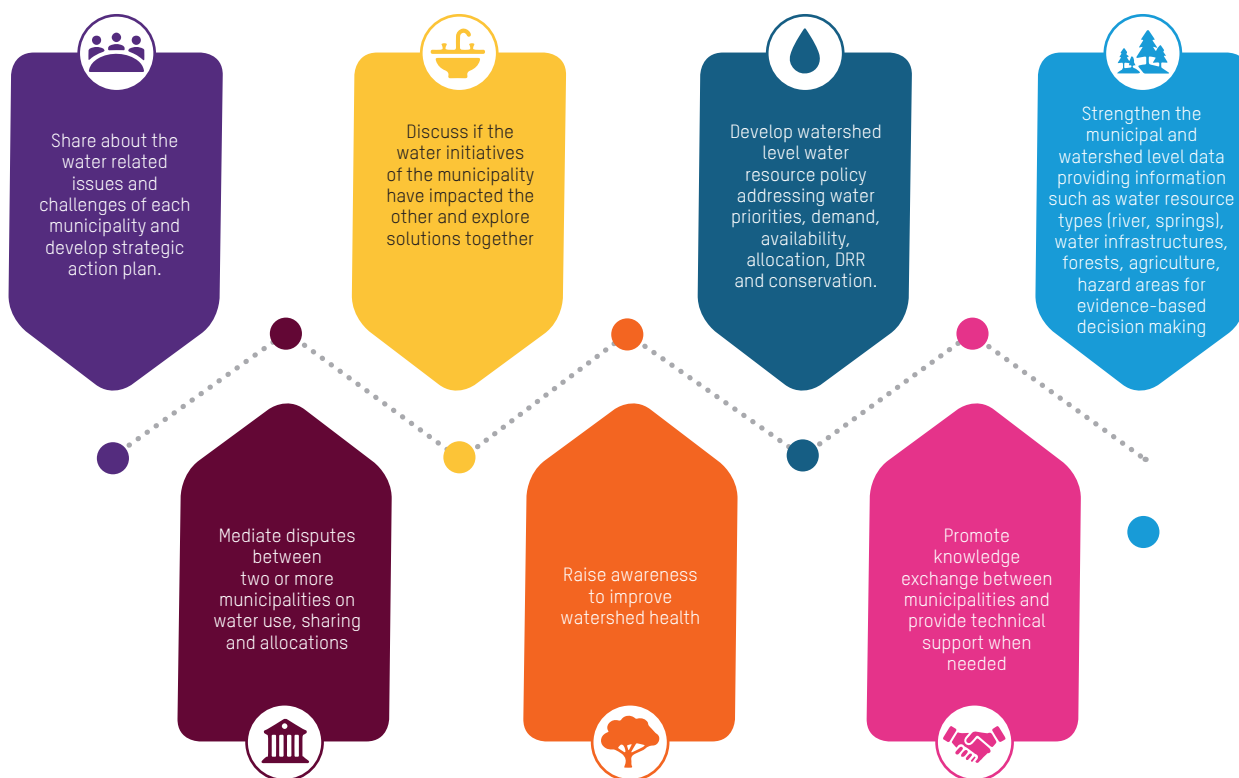 Share about the
water related
issues and
challenges of each
municipality and
develop strategic
action plan.
Mediate disputes
between
two or more
municipalities on
water use, sharing
and allocations
Discuss if the
water initiatives
of the municipality
have impacted the
other and explore
solutions together
Raise awareness
to improve
watershed health
Develop watershed
level water
resource policy
addressing water
priorities, demand,
availability,
allocation, DRR
and conservation.
Promote
knowledge
exchange between
municipalities and
provide technical
support when
needed
Strengthen the
municipal and
watershed level data
providing information
such as water resource
types (river, springs),
water infrastructures,
forests, agriculture,
hazard areas for
evidence-based
decision making